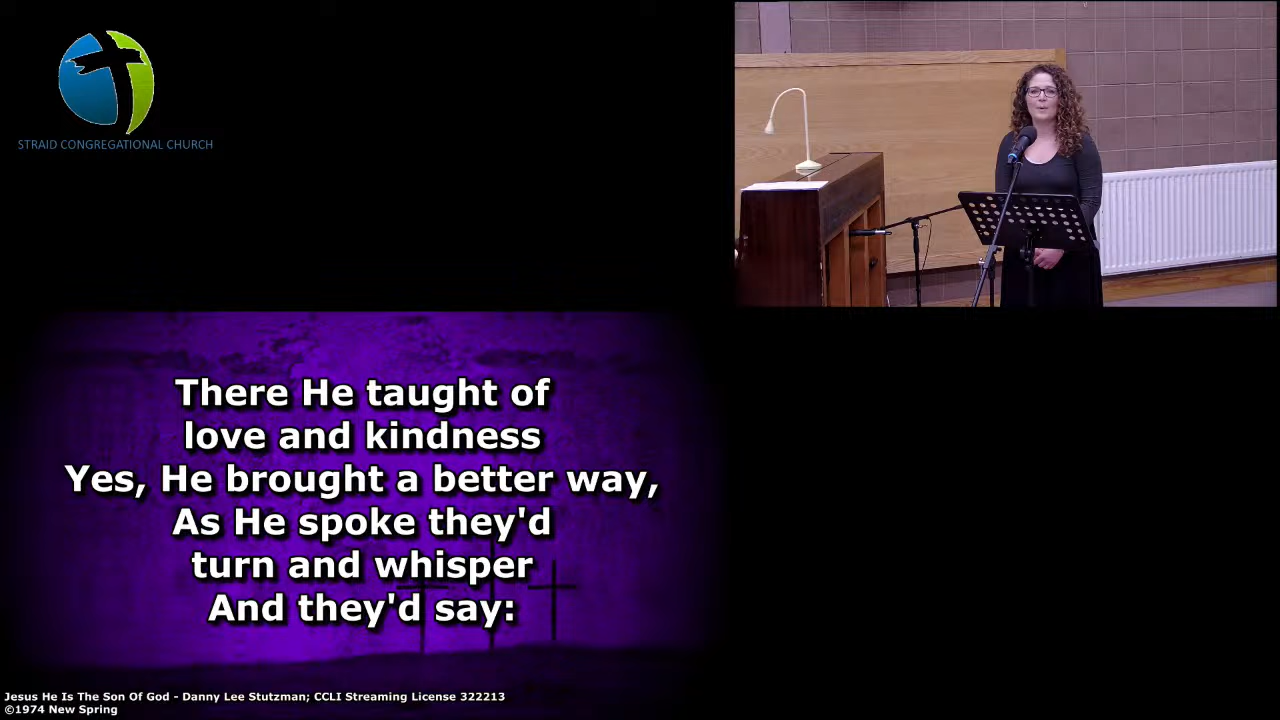 STRAID CONGREGATIONAL CHURCH
There He taught of
love and kindness
Yes, He brought a better way,
As He spoke they'd
turn and whisper
And they'd say:
Jesus He Is The Son Of God - Danny Lee Stutzman; CCLI Streaming License 322213
©1974 New Spring